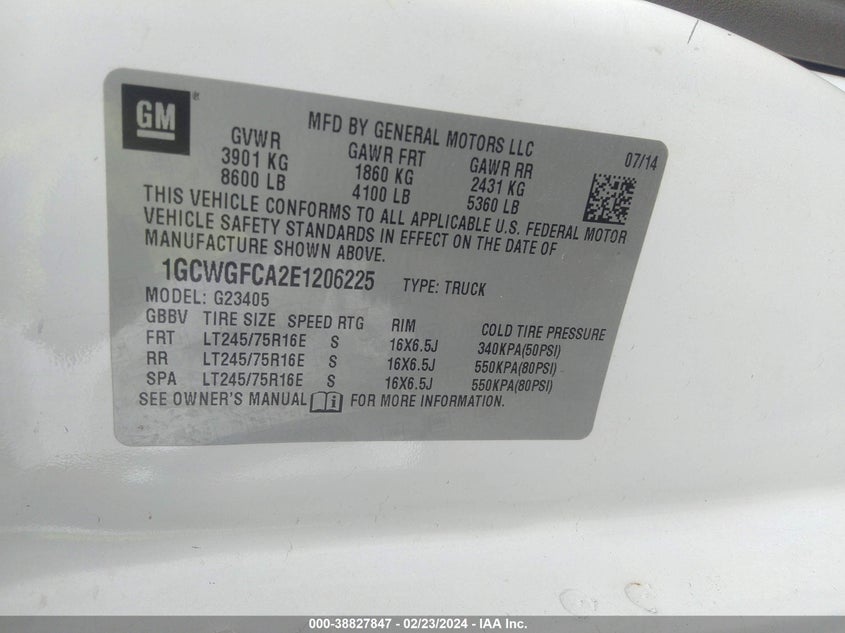 GM ®
MFD BY GENERAL MOTORS LLC
07/14
GVWR GAWR FRT GAWR RR
3901 KG 1860 KG 2431 KG
8600 LB 4100 LB 5360 LB
THIS VEHICLE CONFORMS TO ALL APPLICABLE U.S. FEDERAL MOTOR
VEHICLE SAFETY STANDARDS IN EFFECT ON THE DATE OF
MANUFACTURE SHOWN ABOVE.
1GCWGFCA2E1206225 TYPE: TRUCK
MODEL: G23405
GBBV TIRE SIZE SPEED RTG RIM COLD TIRE PRESSURE
FRT LT245/75R16E S 16X6.5J 340KPA(50PSI)
RR LT245/75R16E S 16X6.5J 550KPA(80PSI)
SPA LT245/75R16E S 16X6.5J 550KPA(80PSI)
SEE OWNER'S MANUAL i FOR MORE INFORMATION.
000-38827847 - 02/23/2024 - IAA Inc.